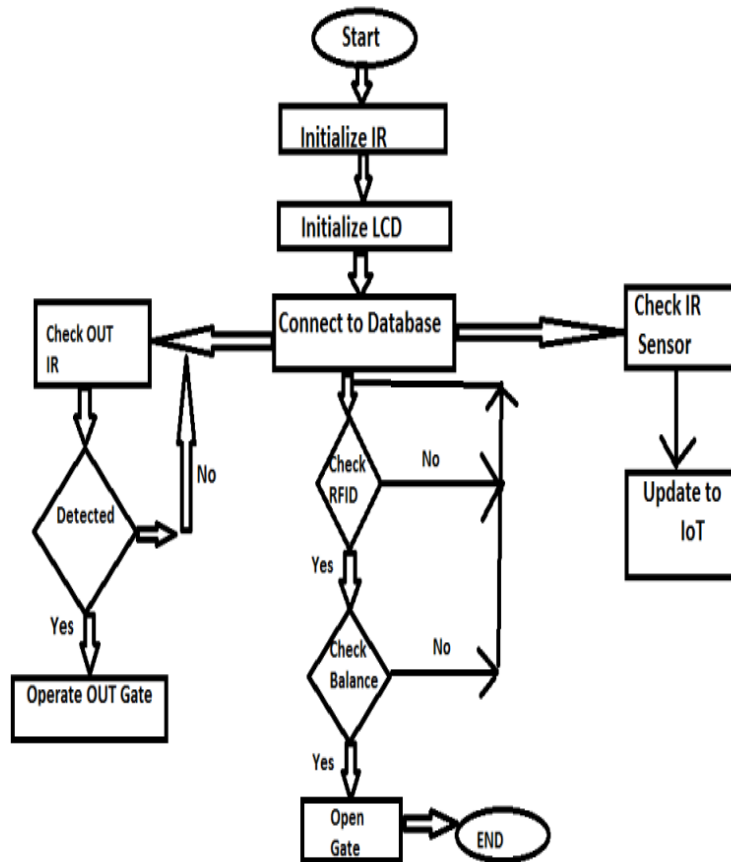 Start
Initialize IR
Initialize LCD
Connect to Database
Check OUT
IR
Detected
No
Yes
Operate OUT Gate
Check
RFID
No
Yes
Check
Balance
No
Yes
Open
Gate
END
Check IR
Sensor
Update to
IoT